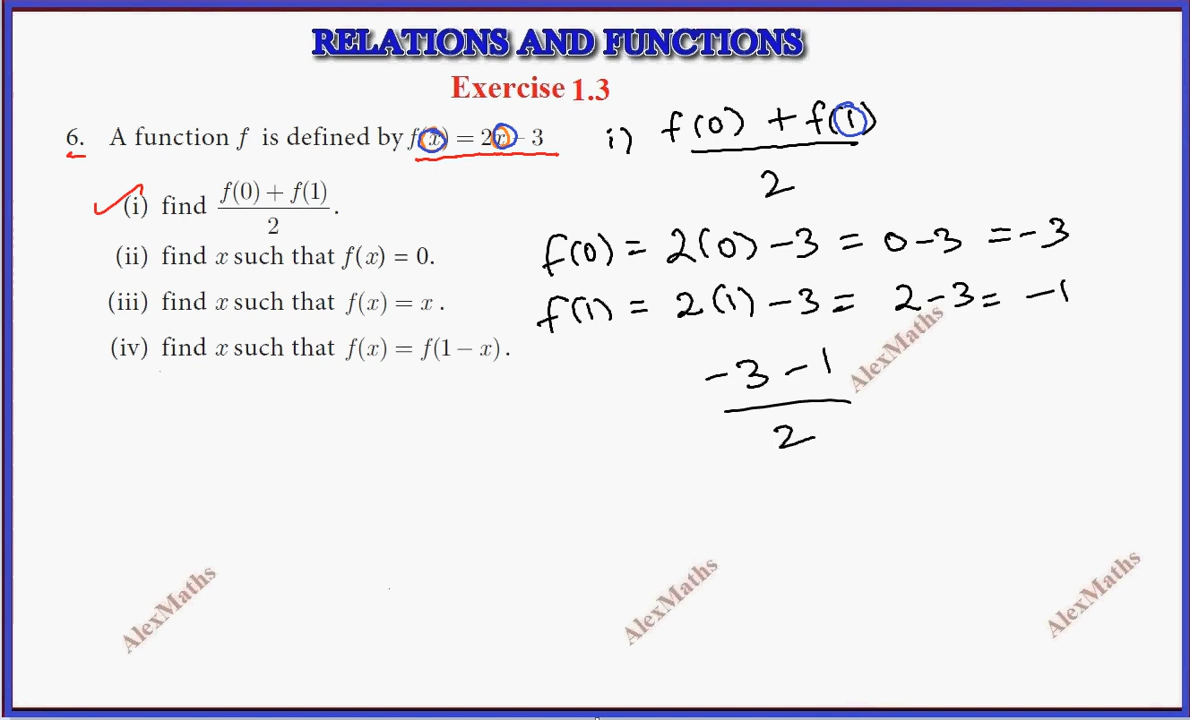 RELATIONS AND FUNCTIONS
Exercise 1.3
6. A function f is defined by f(x) = 2x - 3
(i) find f(0) + f(1) / 2 .
(ii) find x such that f(x) = 0.
(iii) find x such that f(x) = x .
(iv) find x such that f(x) = f(1 - x) .
i) f(0) + f(1)
2
f(0) = 2(0) - 3 = 0 - 3 = -3
f(1) = 2(1) - 3 = 2 - 3 = -1
-3 - 1
2
AlexMaths
AlexMaths
AlexMaths
AlexMaths